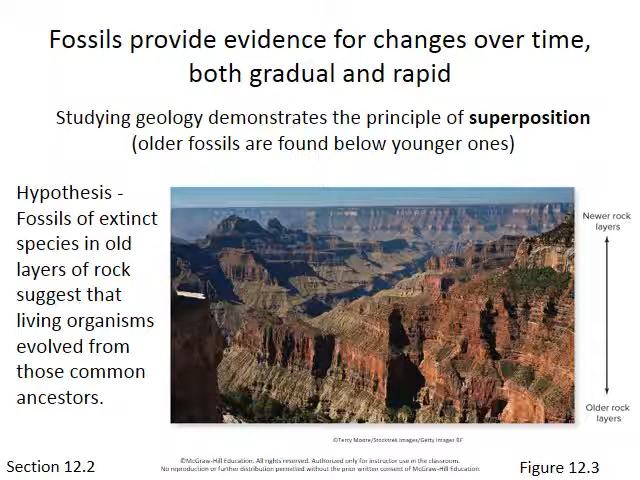 Fossils provide evidence for changes over time,
both gradual and rapid
Studying geology demonstrates the principle of superposition
(older fossils are found below younger ones)
Hypothesis -
Fossils of extinct
species in old
layers of rock
suggest that
living organisms
evolved from
those common
ancestors.
Newer rock
layers
Older rock
layers
©Terry Moore/Stocktrek Images/Getty Images RF
Section 12.2
©McGraw-Hill Education. All rights reserved. Authorized only for instructor use in the classroom.
No reproduction or further distribution permitted without the prior written consent of McGraw-Hill Education.
Figure 12.3